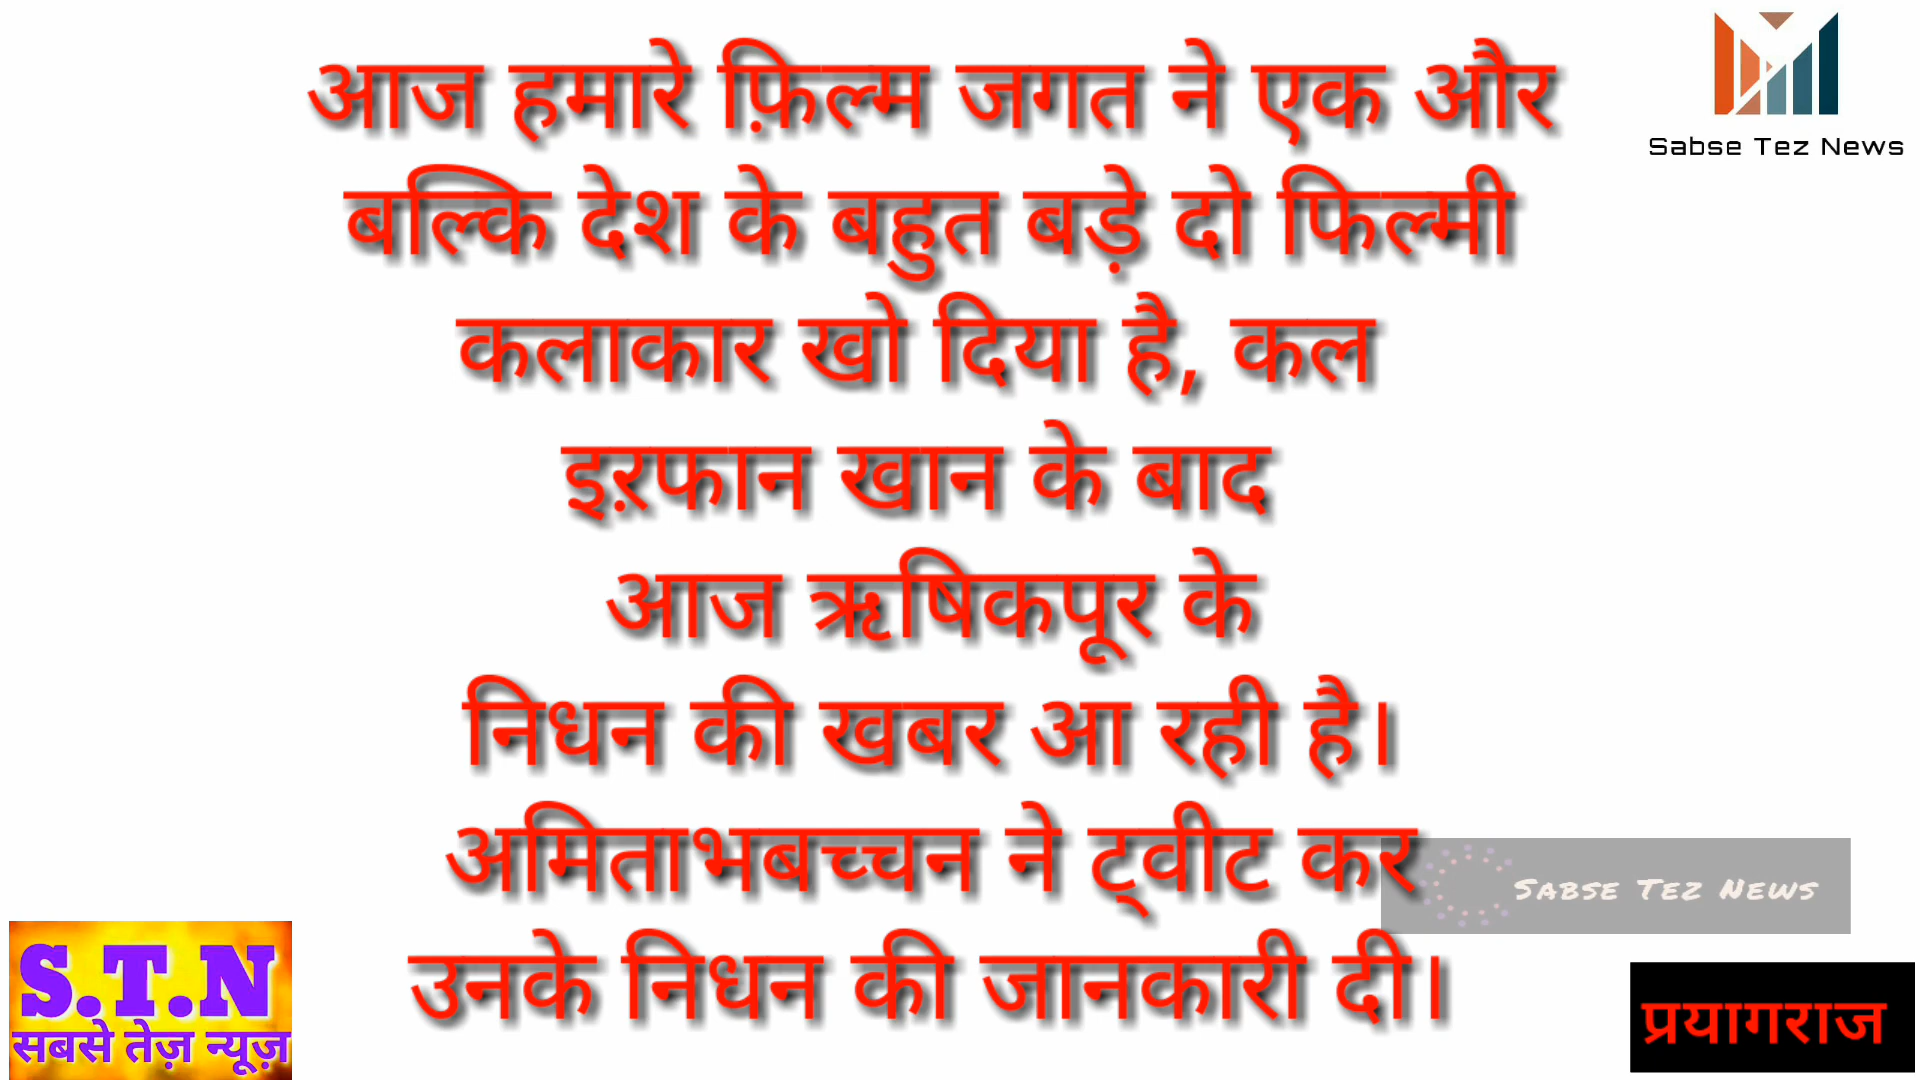 आज हमारे फ़िल्म जगत ने एक और
बल्कि देश के बहुत बड़े दो फिल्मी
कलाकार खो दिया है, कल
इऱफान खान के बाद
आज ऋषिकपूर के
निधन की खबर आ रही है।
अमिताभबच्चन ने ट्वीट कर
उनके निधन की जानकारी दी।
Sabse Tez News
Sabse Tez News
S.T.N
सबसे तेज़ न्यूज़
प्रयागराज